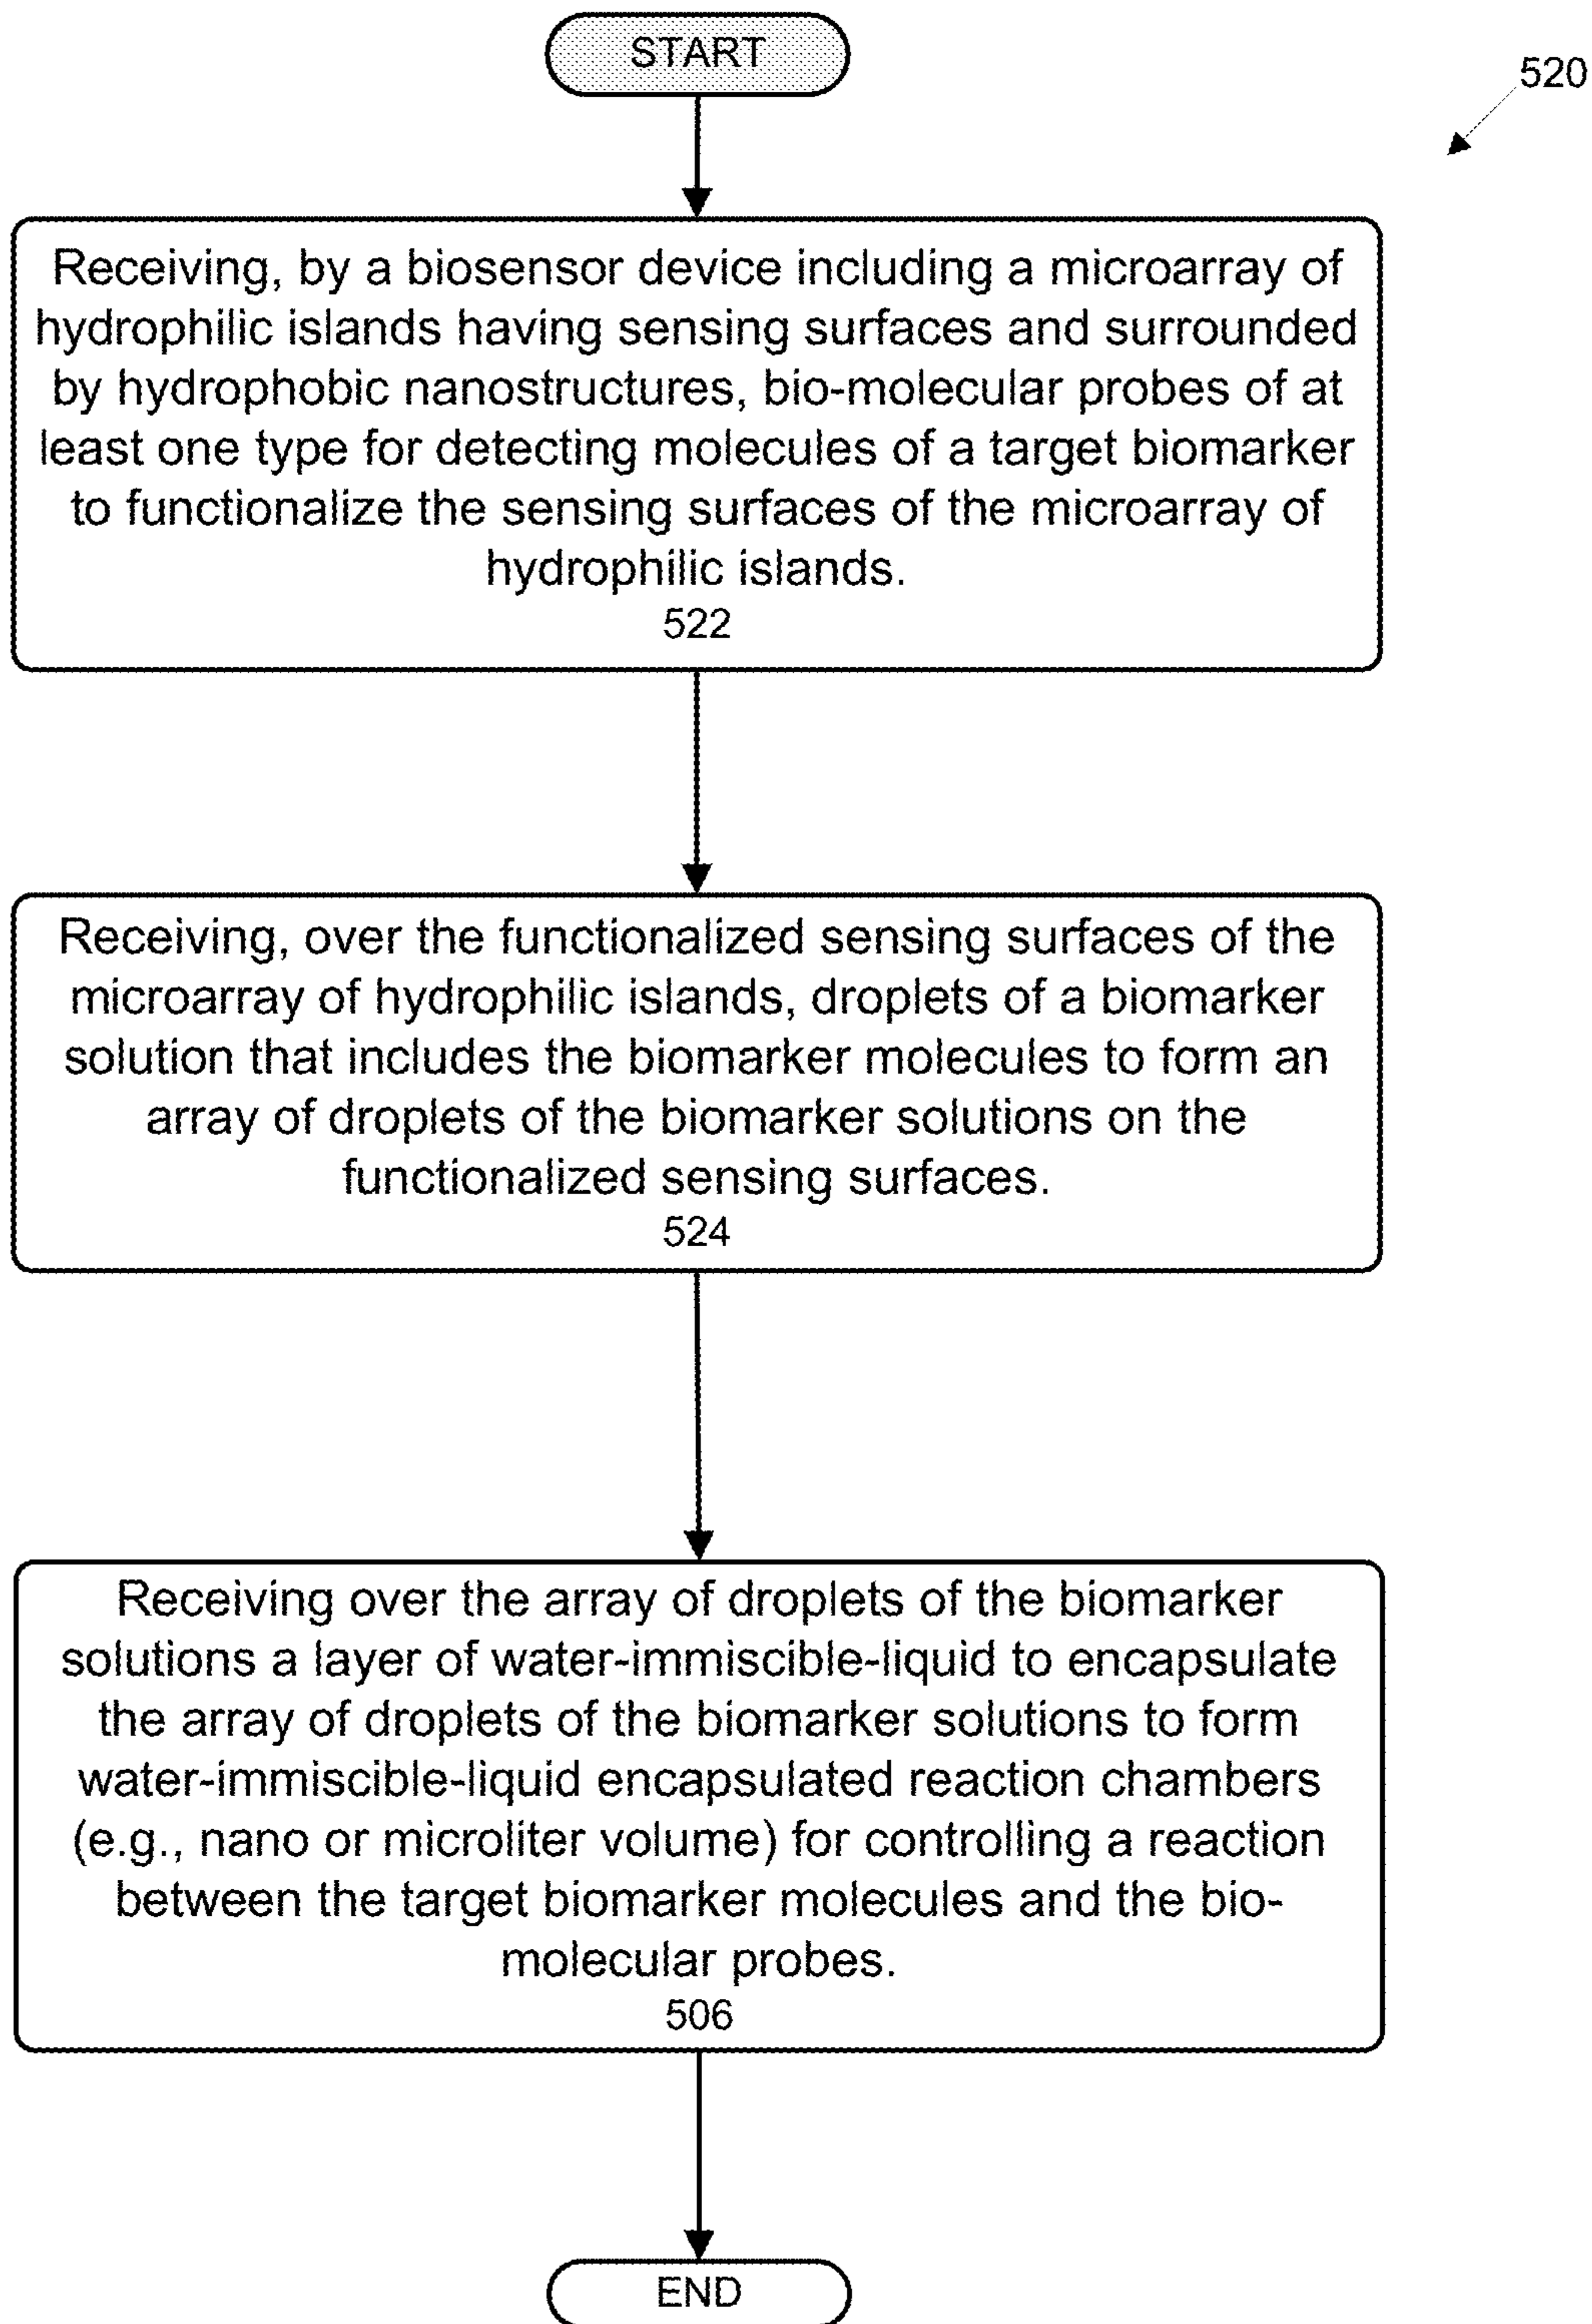 START
520
Receiving, by a biosensor device including a microarray of
hydrophilic islands having sensing surfaces and surrounded
by hydrophobic nanostructures, bio-molecular probes of at
least one type for detecting molecules of a target biomarker
to functionalize the sensing surfaces of the microarray of
hydrophilic islands.
522
Receiving, over the functionalized sensing surfaces of the
microarray of hydrophilic islands, droplets of a biomarker
solution that includes the biomarker molecules to form an
array of droplets of the biomarker solutions on the
functionalized sensing surfaces.
524
Receiving over the array of droplets of the biomarker
solutions a layer of water-immiscible-liquid to encapsulate
the array of droplets of the biomarker solutions to form
water-immiscible-liquid encapsulated reaction chambers
(e.g., nano or microliter volume) for controlling a reaction
between the target biomarker molecules and the bio-
molecular probes.
506
END